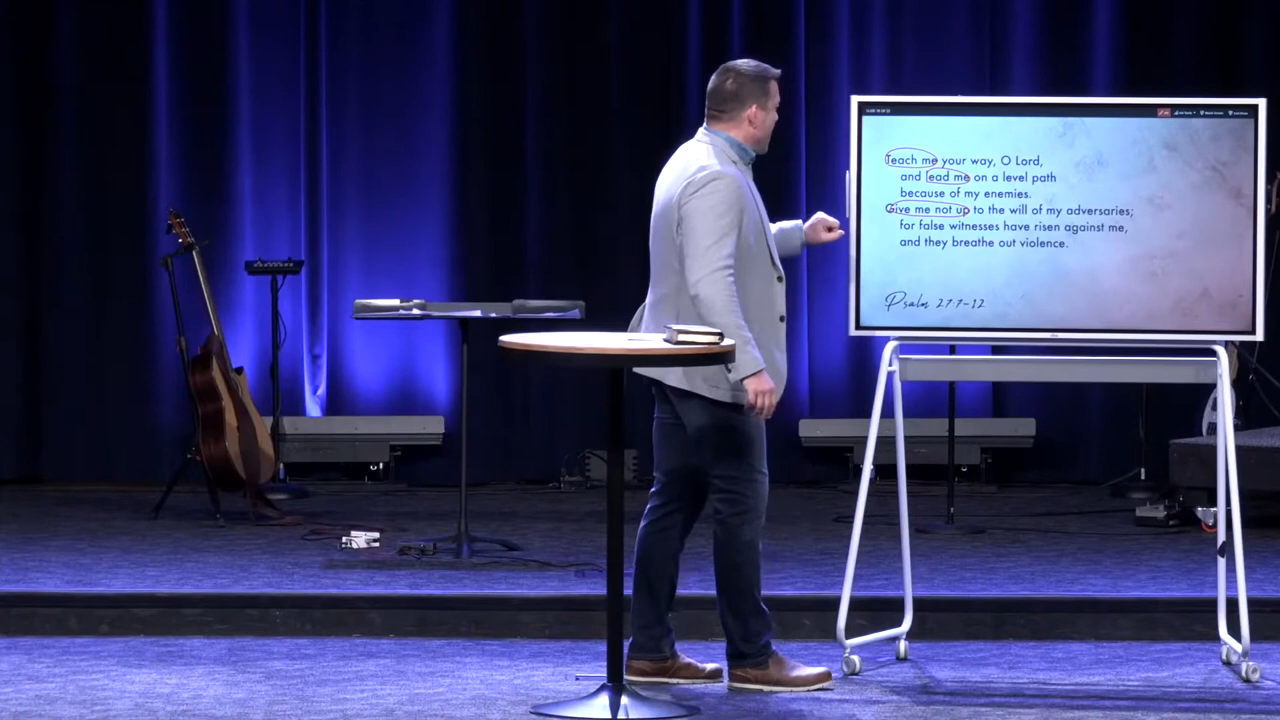 Teach me your way, O Lord,
and lead me on a level path
because of my enemies.
Give me not up to the will of my adversaries;
for false witnesses have risen against me,
and they breathe out violence.
Psalm 27:7-12